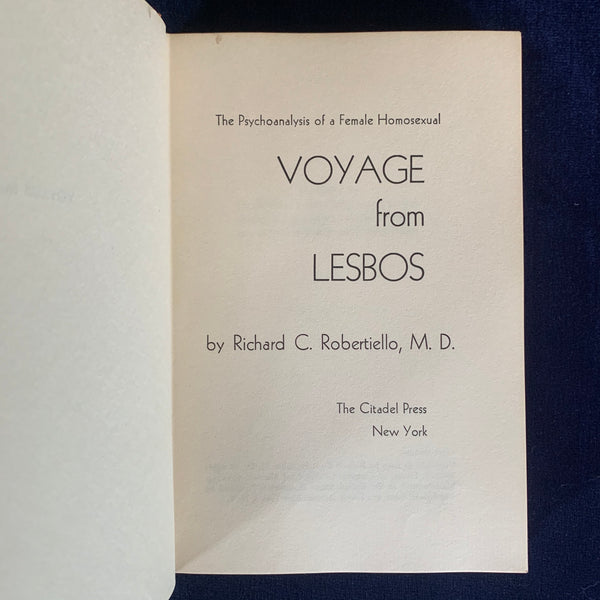 The Psychoanalysis of a Female Homosexual
VOYAGE
from
LESBOS
by Richard C. Robertiello, M. D.
The Citadel Press
New York